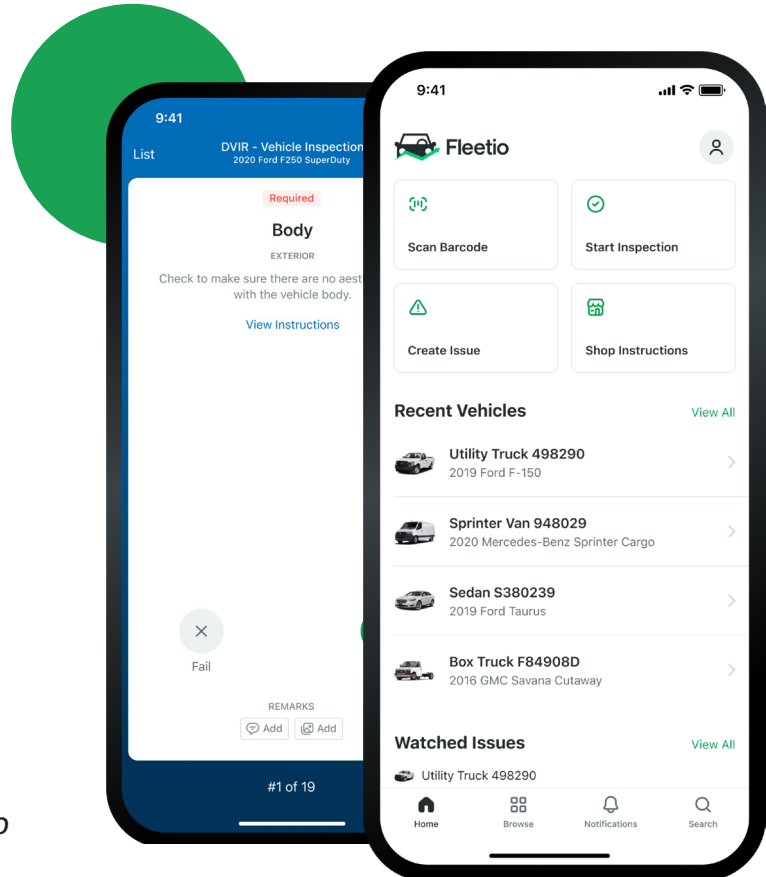 9:41
List
DVIR - Vehicle Inspection
2020 Ford F250 SuperDuty
Required
Body
EXTERIOR
Check to make sure there are no
with the vehicle body.
View Instructions
Fail
REMARKS
Add Add
#1 of 19
9:41
Fleetio
Scan Barcode
Start Inspection
Create Issue
Shop Instructions
Recent Vehicles
View All
Utility Truck 498290
2019 Ford F-150
Sprinter Van 948029
2020 Mercedes-Benz Sprinter Cargo
Sedan S380239
2019 Ford Taurus
Box Truck F84908D
2016 GMC Savana Cutaway
Watched Issues
View All
Utility Truck 498290
Home
Browse
Notifications
Search